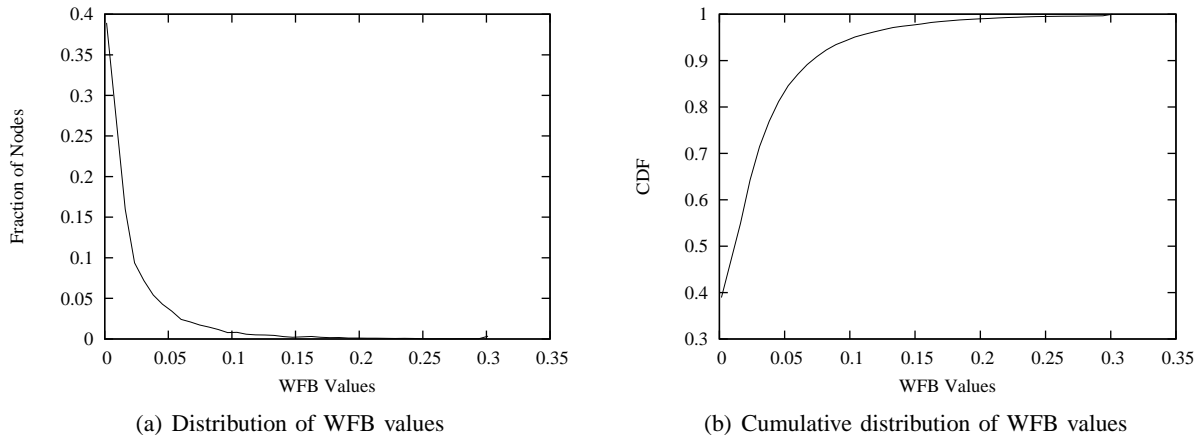 0.4
0.35
0.3
0.25
0.2
0.15
0.1
0.05
0
Fraction of Nodes
0 0.05 0.1 0.15 0.2 0.25 0.3 0.35
WFB Values
(a) Distribution of WFB values
1
0.9
0.8
0.7
0.6
0.5
0.4
0.3
CDF
0 0.05 0.1 0.15 0.2 0.25 0.3 0.35
WFB Values
(b) Cumulative distribution of WFB values